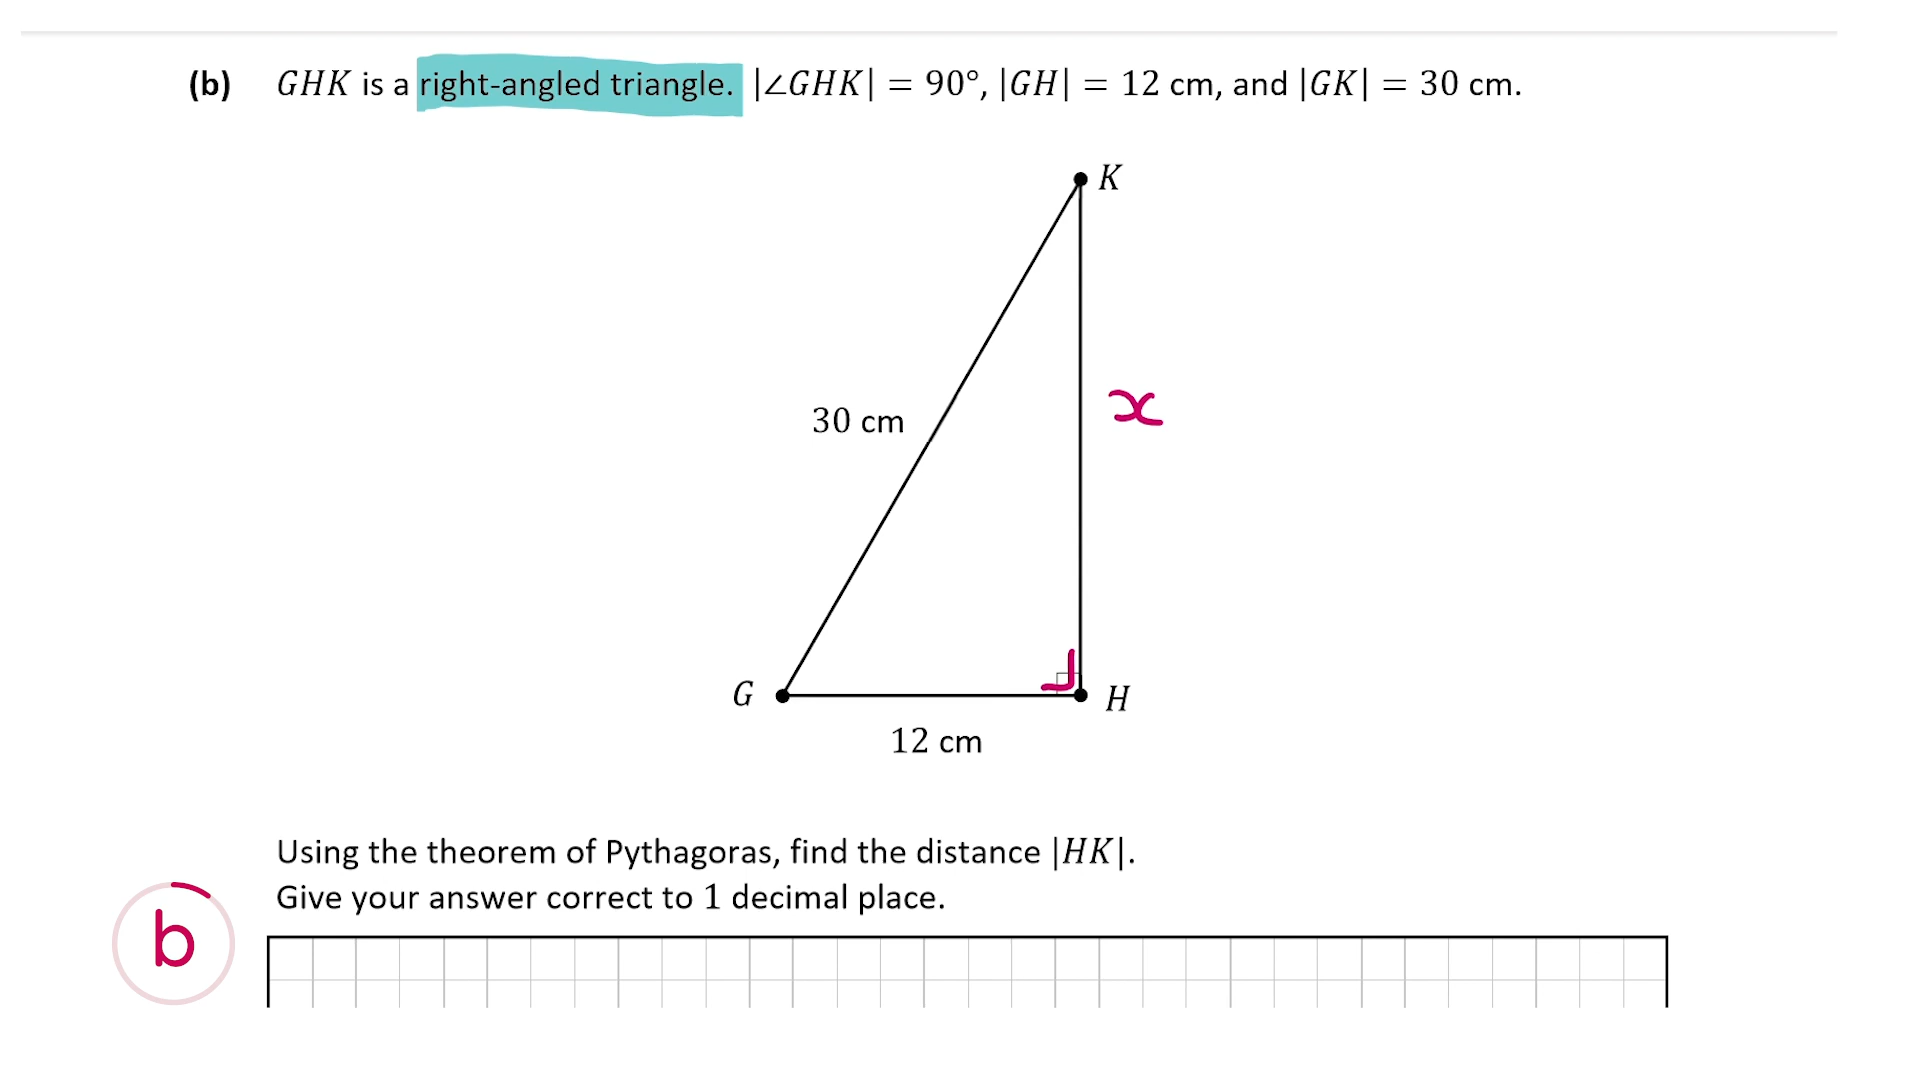 (b) GHK is a right-angled triangle. |∠GHK| = 90°, |GH| = 12 cm, and |GK| = 30 cm.
K
30 cm
x
G
H
12 cm
Using the theorem of Pythagoras, find the distance |HK|.
Give your answer correct to 1 decimal place.
b